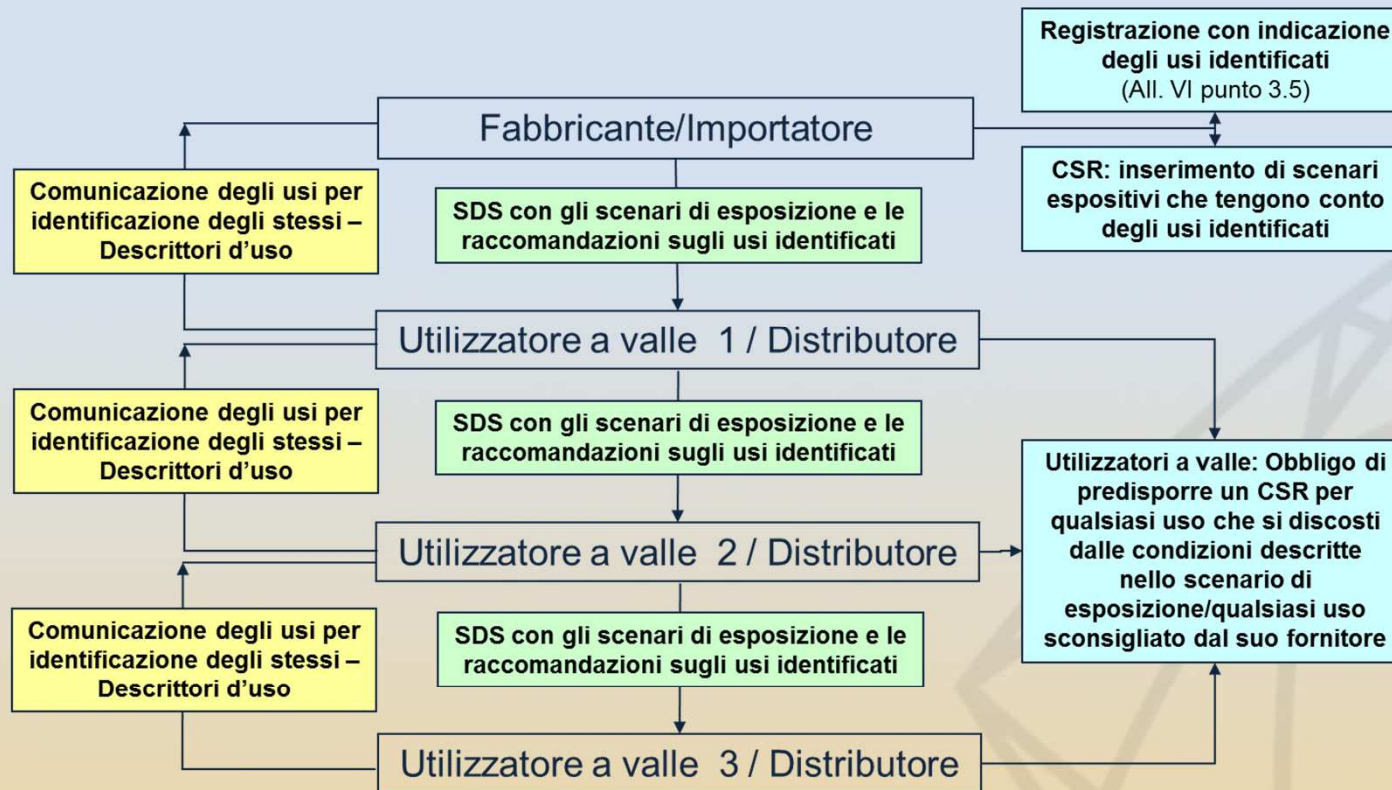 Registrazione con indicazione
degli usi identificati
(All. VI punto 3.5)
Fabbricante/Importatore
CSR: inserimento di scenari
espositivi che tengono conto
degli usi identificati
Comunicazione degli usi per
identificazione degli stessi –
Descrittori d'uso
SDS con gli scenari di esposizione e le
raccomandazioni sugli usi identificati
Utilizzatore a valle 1 / Distributore
Comunicazione degli usi per
identificazione degli stessi –
Descrittori d'uso
SDS con gli scenari di esposizione e le
raccomandazioni sugli usi identificati
Utilizzatori a valle: Obbligo di
predisporre un CSR per
qualsiasi uso che si discosti
dalle condizioni descritte
nello scenario di
esposizione/qualsiasi uso
sconsigliato dal suo fornitore
Utilizzatore a valle 2 / Distributore
Comunicazione degli usi per
identificazione degli stessi –
Descrittori d'uso
SDS con gli scenari di esposizione e le
raccomandazioni sugli usi identificati
Utilizzatore a valle 3 / Distributore